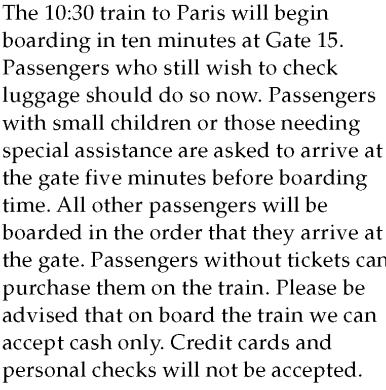 The 10:30 train to Paris will begin
boarding in ten minutes at Gate 15.
Passengers who still wish to check
luggage should do so now. Passengers
with small children or those needing
special assistance are asked to arrive at
the gate five minutes before boarding
time. All other passengers will be
boarded in the order that they arrive at
the gate. Passengers without tickets can
purchase them on the train. Please be
advised that on board the train we can
accept cash only. Credit cards and
personal checks will not be accepted.